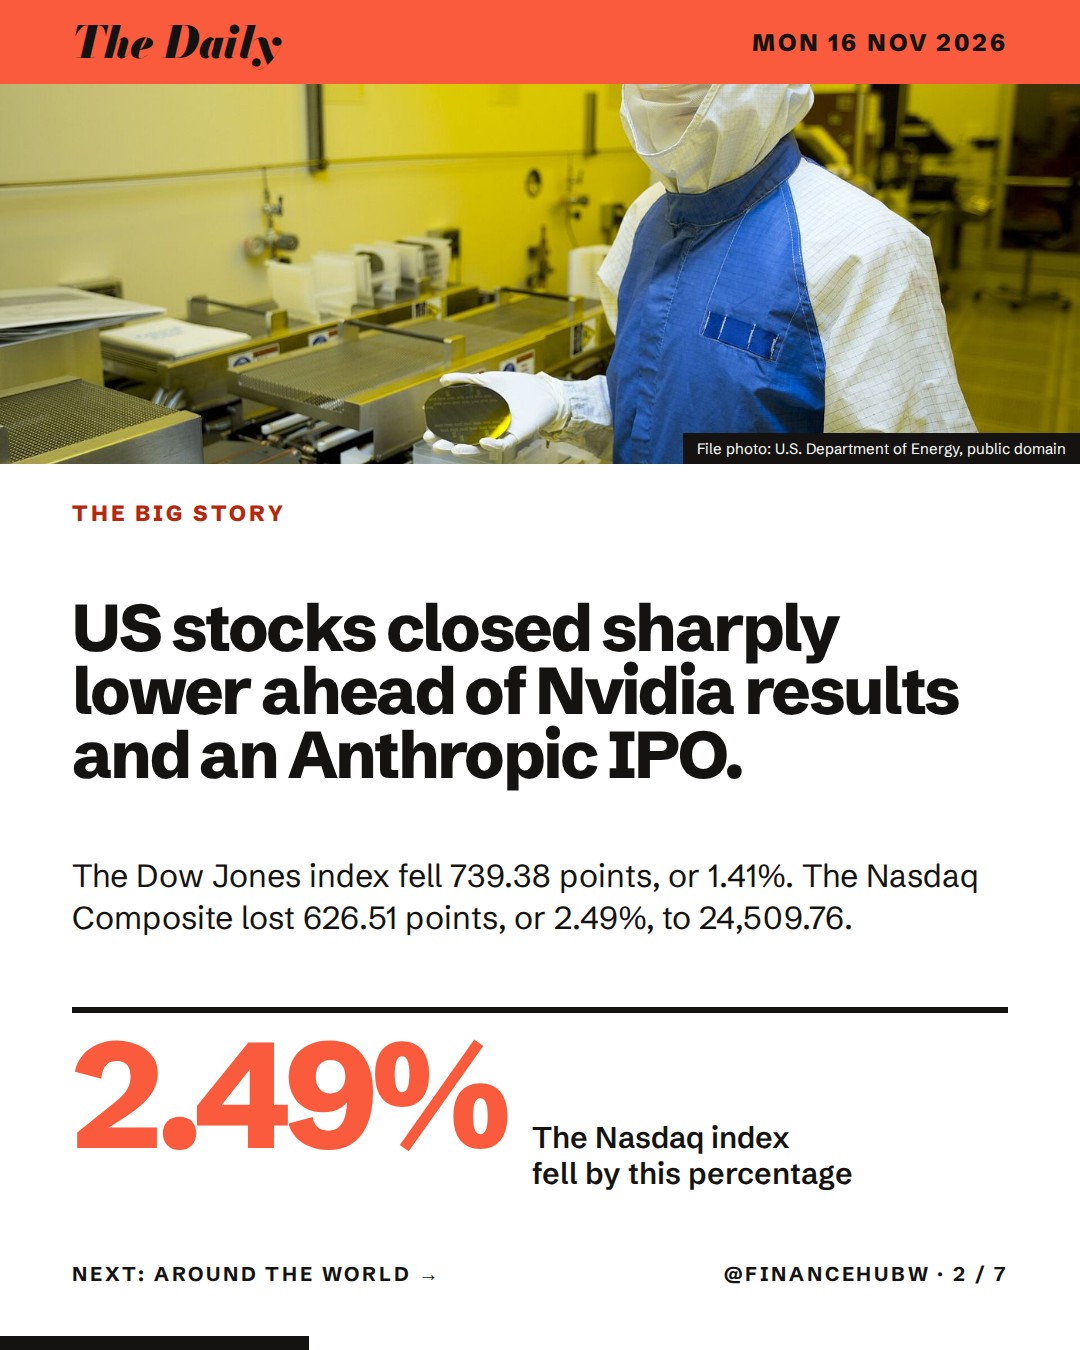 The Daily
MON 16 NOV 2026
File photo: U.S. Department of Energy, public domain
THE BIG STORY
US stocks closed sharply
lower ahead of Nvidia results
and an Anthropic IPO.
The Dow Jones index fell 739.38 points, or 1.41%. The Nasdaq
Composite lost 626.51 points, or 2.49%, to 24,509.76.
2.49%
The Nasdaq index
fell by this percentage
NEXT: AROUND THE WORLD →
@FINANCEHUBW · 2 / 7